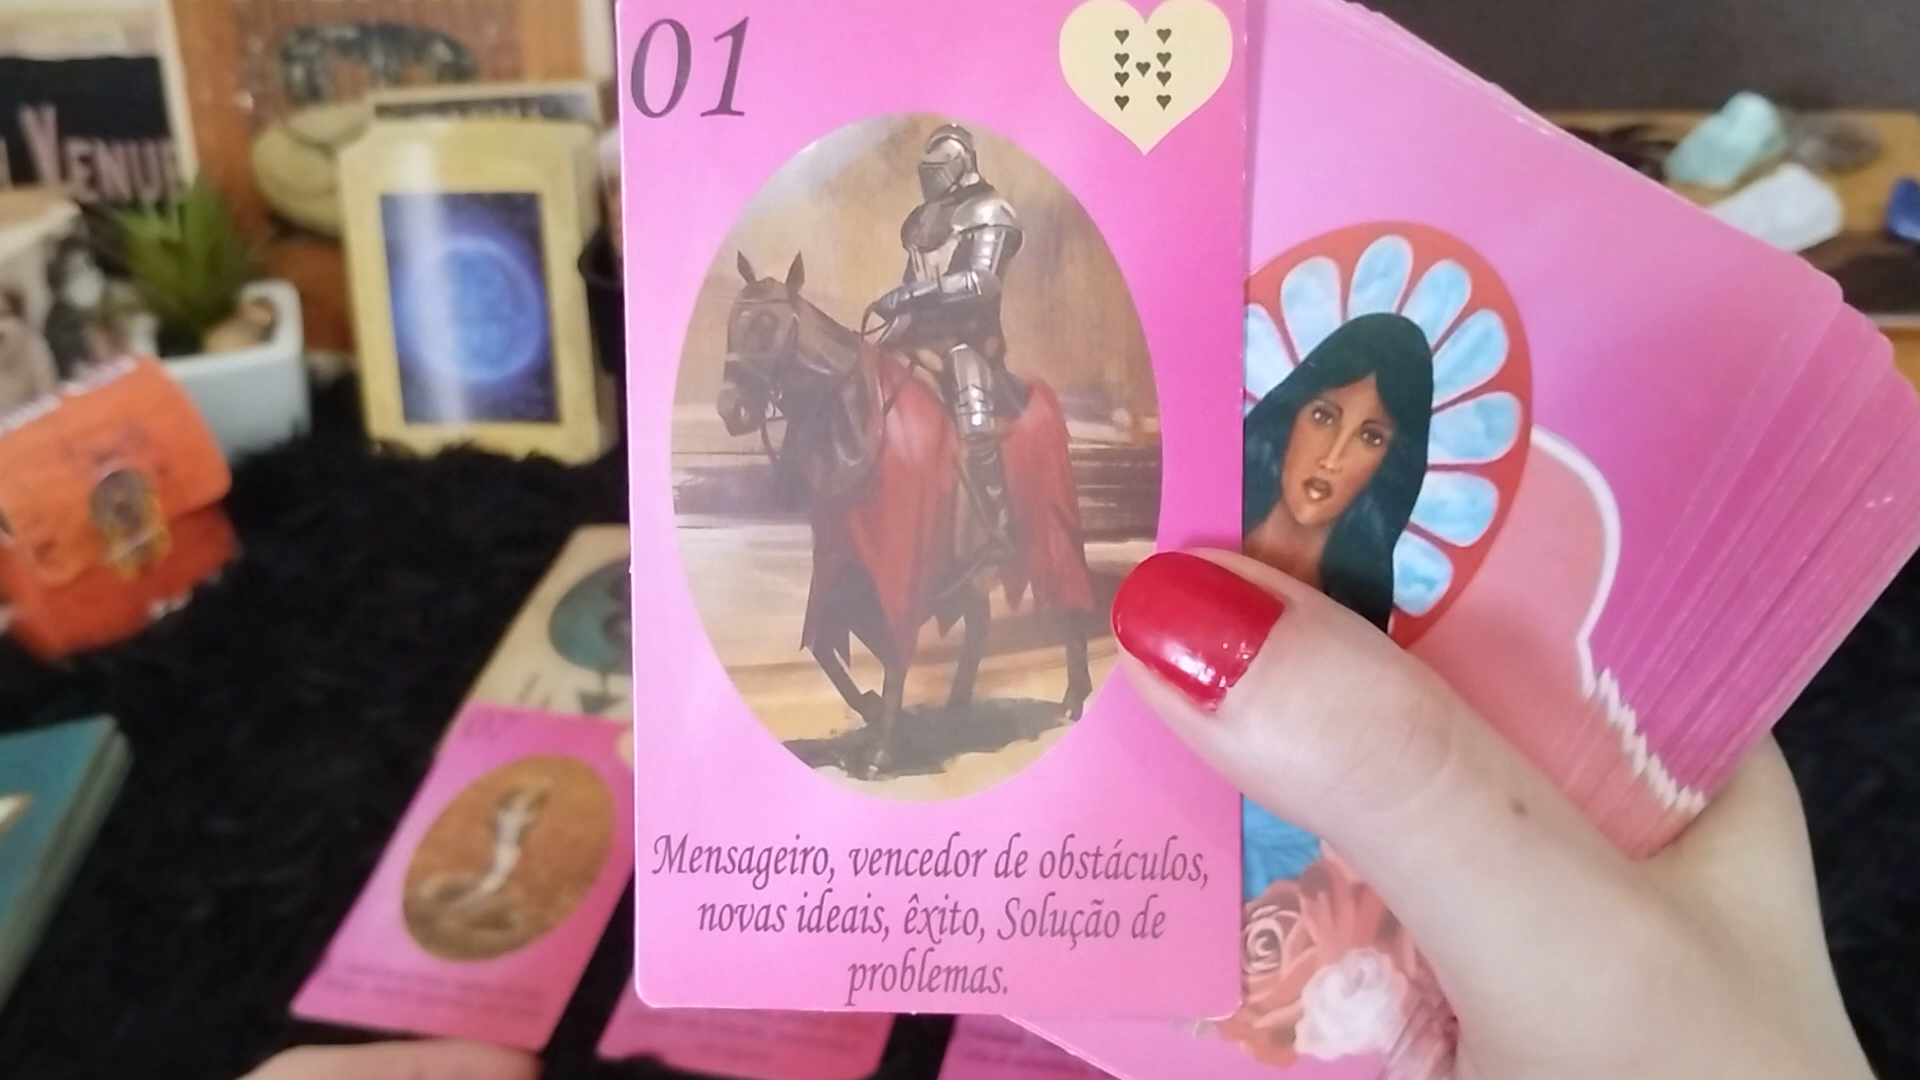 01
Mensageiro, vencedor de obstáculos,
novas ideais, êxito, Solução de
problemas.